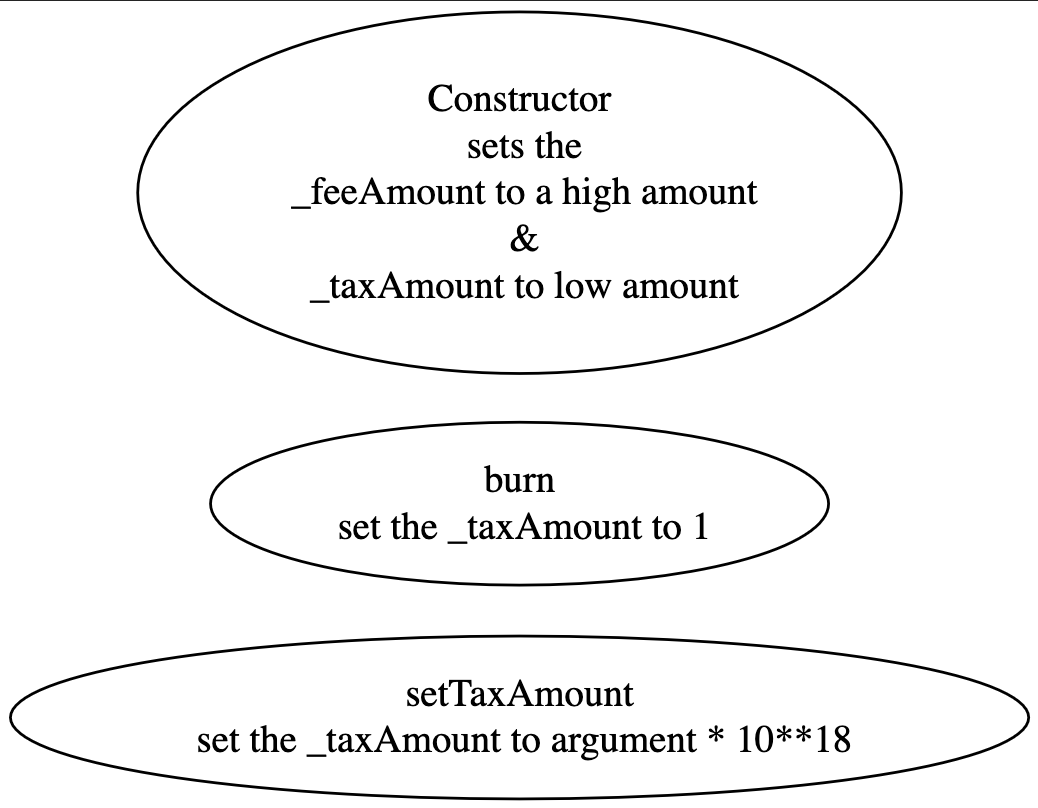 Constructor
sets the
_feeAmount to a high amount
&
_taxAmount to low amount
burn
set the _taxAmount to 1
setTaxAmount
set the _taxAmount to argument * 10**18